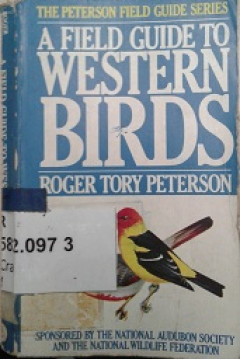 THE PETERSON FIELD GUIDE SERIES
A FIELD GUIDE TO
WESTERN
BIRDS
ROGER TORY PETERSON
R
582.097 3
Cra
SPONSORED BY THE NATIONAL AUDUBON SOCIETY
AND THE NATIONAL WILDLIFE FEDERATION